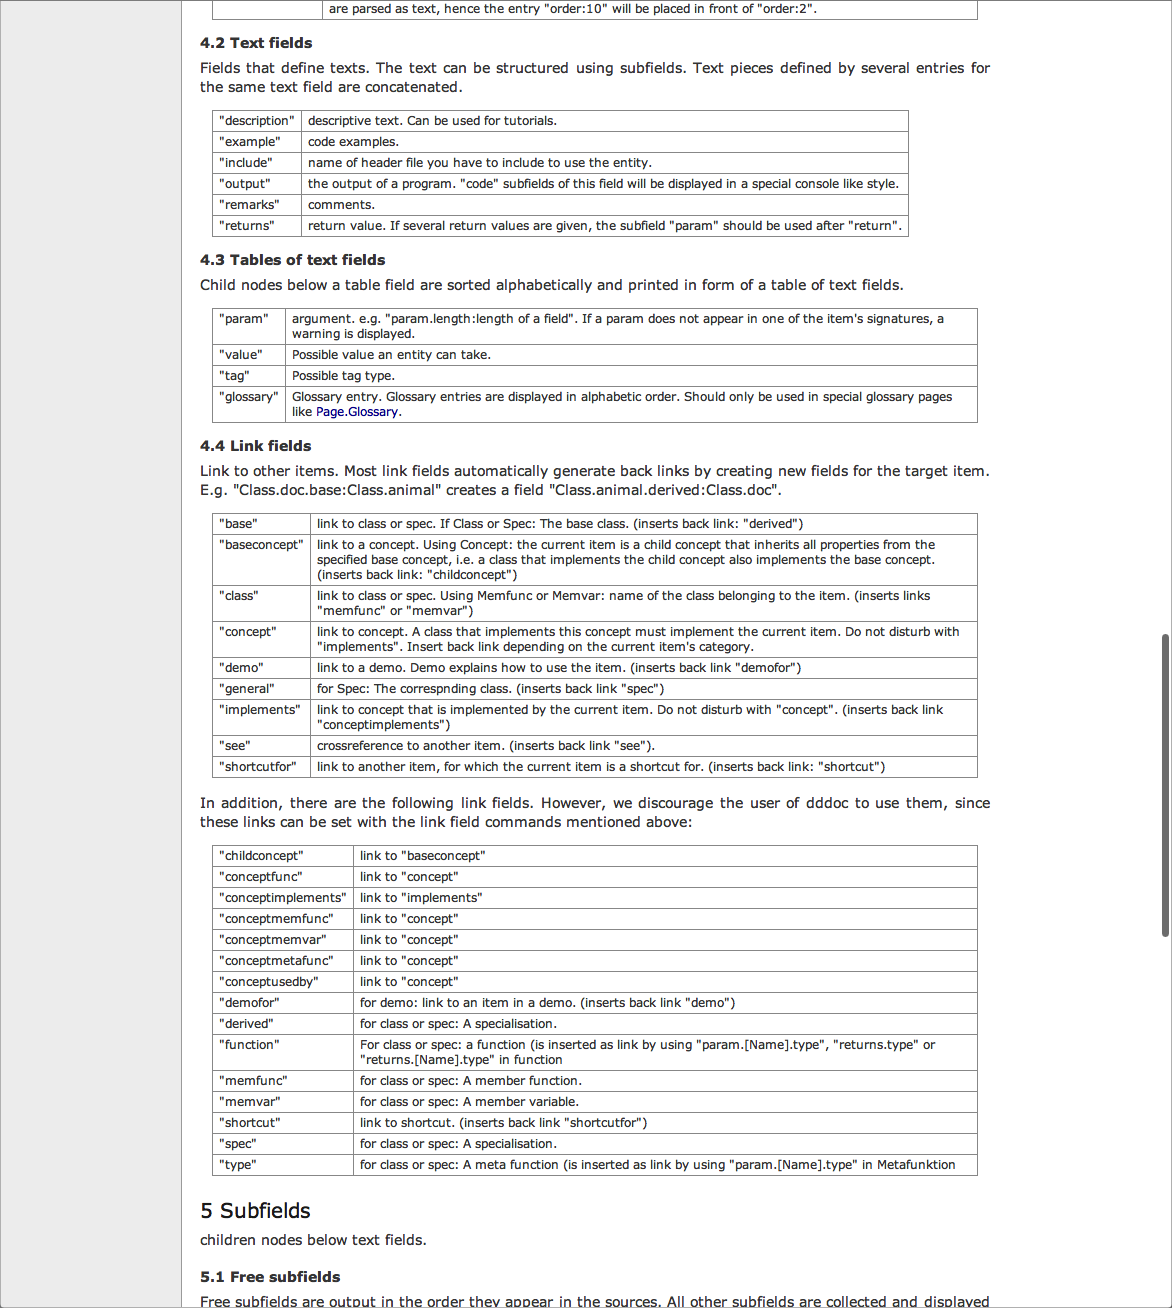 are parsed as text, hence the entry "order:10" will be placed in front of "order:2".
4.2 Text fields
Fields that define texts. The text can be structured using subfields. Text pieces defined by several entries for
the same text field are concatenated.
"description" descriptive text. Can be used for tutorials.
"example" code examples.
"include" name of header file you have to include to use the entity.
"output" the output of a program. "code" subfields of this field will be displayed in a special console like style.
"remarks" comments.
"returns" return value. If several return values are given, the subfield "param" should be used after "return".
4.3 Tables of text fields
Child nodes below a table field are sorted alphabetically and printed in form of a table of text fields.
"param" argument. e.g. "param.length:length of a field". If a param does not appear in one of the item's signatures, a
warning is displayed.
"value" Possible value an entity can take.
"tag" Possible tag type.
"glossary" Glossary entry. Glossary entries are displayed in alphabetic order. Should only be used in special glossary pages
like Page.Glossary.
4.4 Link fields
Link to other items. Most link fields automatically generate back links by creating new fields for the target item.
E.g. "Class.doc.base:Class.animal" creates a field "Class.animal.derived:Class.doc".
"base" link to class or spec. If Class or Spec: The base class. (inserts back link: "derived")
"baseconcept" link to a concept. Using Concept: the current item is a child concept that inherits all properties from the
specified base concept, i.e. a class that implements the child concept also implements the base concept.
(inserts back link: "childconcept")
"class" link to class or spec. Using Memfunc or Memvar: name of the class belonging to the item. (inserts links
"memfunc" or "memvar")
"concept" link to concept. A class that implements this concept must implement the current item. Do not disturb with
"implements". Insert back link depending on the current item's category.
"demo" link to a demo. Demo explains how to use the item. (inserts back link "demofor")
"general" for Spec: The correspnding class. (inserts back link "spec")
"implements" link to concept that is implemented by the current item. Do not disturb with "concept". (inserts back link
"conceptimplements")
"see" crossreference to another item. (inserts back link "see").
"shortcutfor" link to another item, for which the current item is a shortcut for. (inserts back link: "shortcut")
In addition, there are the following link fields. However, we discourage the user of dddoc to use them, since
these links can be set with the link field commands mentioned above:
"childconcept" link to "baseconcept"
"conceptfunc" link to "concept"
"conceptimplements" link to "implements"
"conceptmemfunc" link to "concept"
"conceptmemvar" link to "concept"
"conceptmetafunc" link to "concept"
"conceptusedby" link to "concept"
"demofor" for demo: link to an item in a demo. (inserts back link "demo")
"derived" for class or spec: A specialisation.
"function" For class or spec: a function (is inserted as link by using "param.[Name].type", "returns.type" or
"returns.[Name].type" in function
"memfunc" for class or spec: A member function.
"memvar" for class or spec: A member variable.
"shortcut" link to shortcut. (inserts back link "shortcutfor")
"spec" for class or spec: A specialisation.
"type" for class or spec: A meta function (is inserted as link by using "param.[Name].type" in Metafunktion
5 Subfields
children nodes below text fields.
5.1 Free subfields
Free subfields are output in the order they appear in the sources. All other subfields are collected and displayed